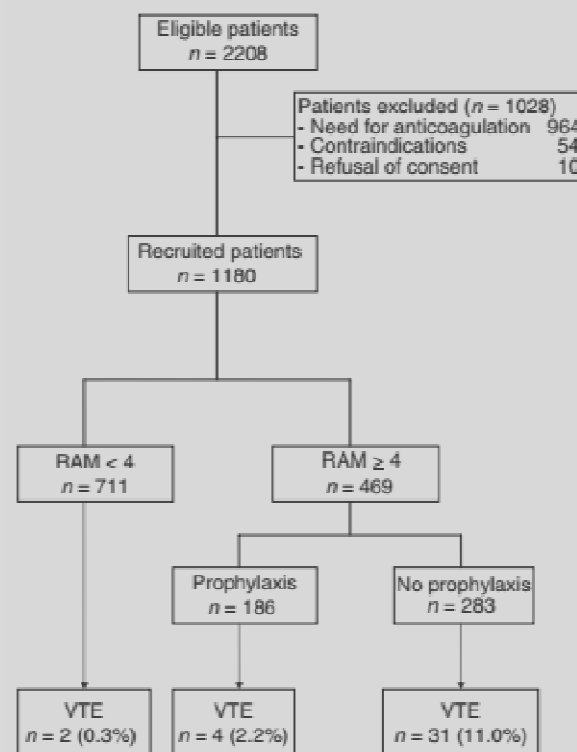 Eligible patients
n = 2208
Patients excluded (n = 1028)
- Need for anticoagulation 964
- Contraindications 54
- Refusal of consent 10
Recruited patients
n = 1180
RAM < 4
n = 711
RAM ≥ 4
n = 469
Prophylaxis
n = 186
No prophylaxis
n = 283
VTE
n = 2 (0.3%)
VTE
n = 4 (2.2%)
VTE
n = 31 (11.0%)